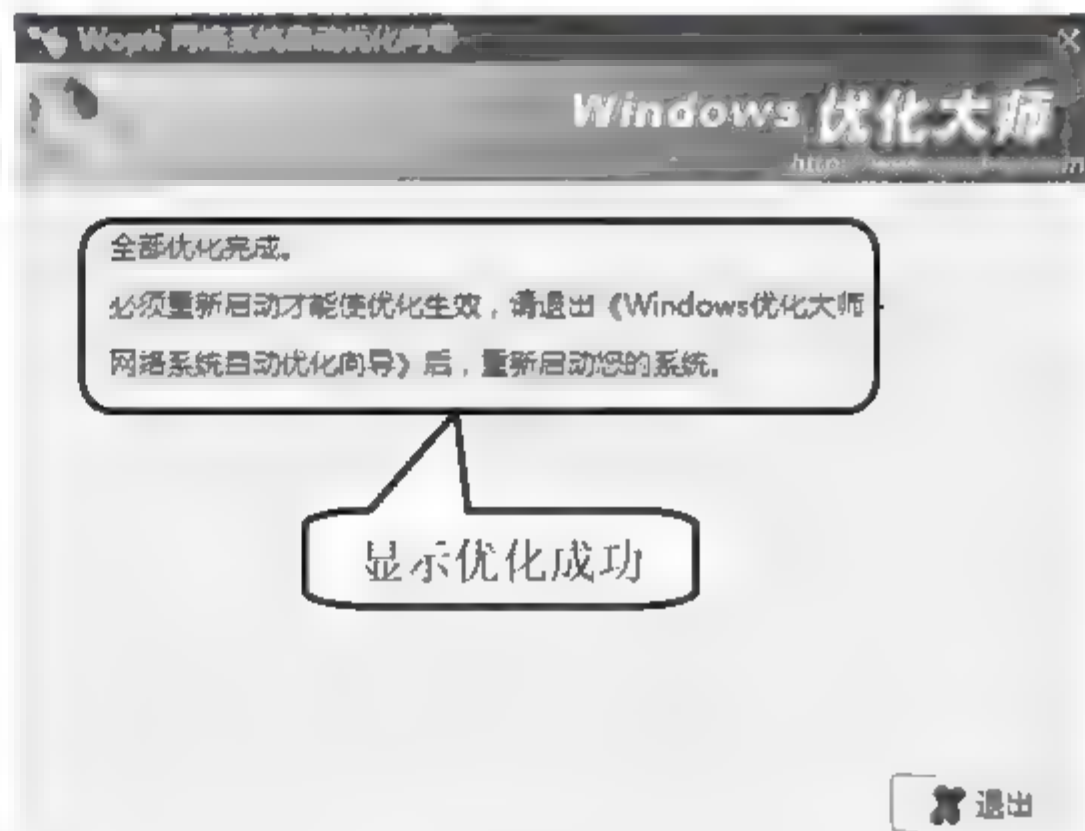 Wopti 网络系统自动优化向导
Windows 优化大师
全部优化完成。
必须重新启动才能使优化生效，请退出《Windows优化大师
网络系统自动优化向导》后，重新启动您的系统。
显示优化成功
退出